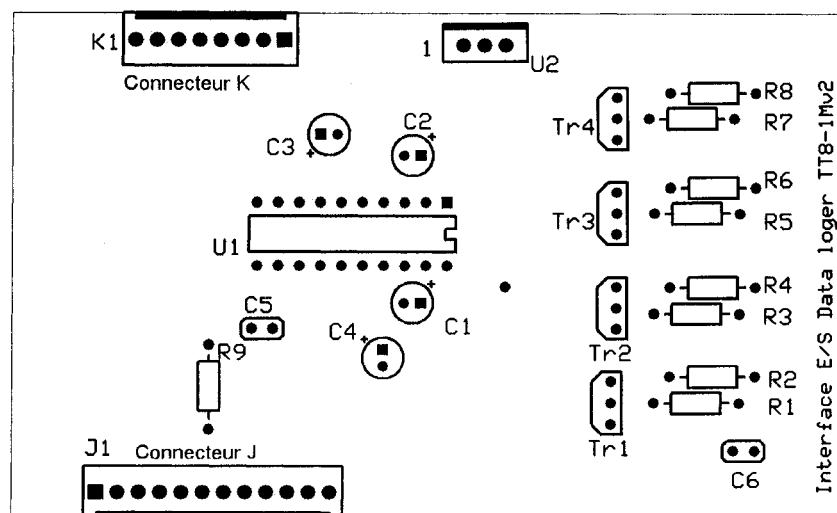 K1
Connecteur K
1
U2
C3
C2
Tr4
R8
R7
Tr3
R6
R5
U1
C5
R9
C4
C1
Tr2
R4
R3
Tr1
R2
R1
C6
J1
Connecteur J
Interface E/S Data loger TT8-1Mv2